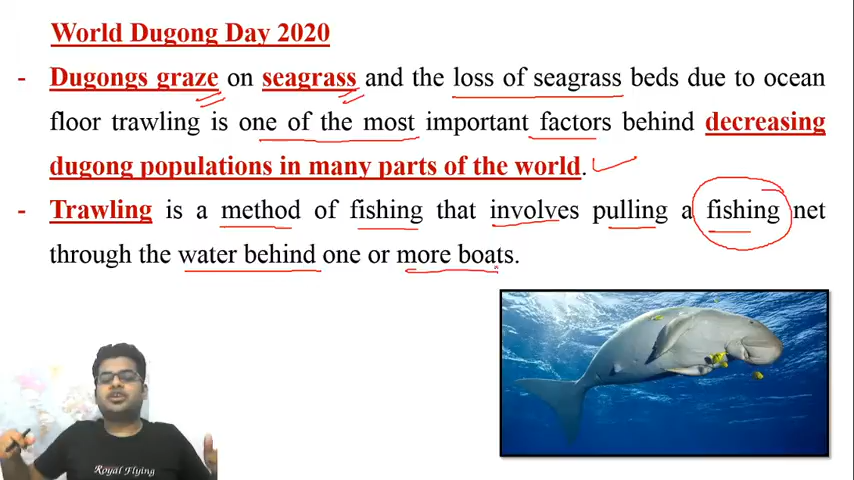 World Dugong Day 2020
- Dugongs graze on seagrass and the loss of seagrass beds due to ocean
floor trawling is one of the most important factors behind decreasing
dugong populations in many parts of the world.
- Trawling is a method of fishing that involves pulling a fishing net
through the water behind one or more boats.
Royal Flying